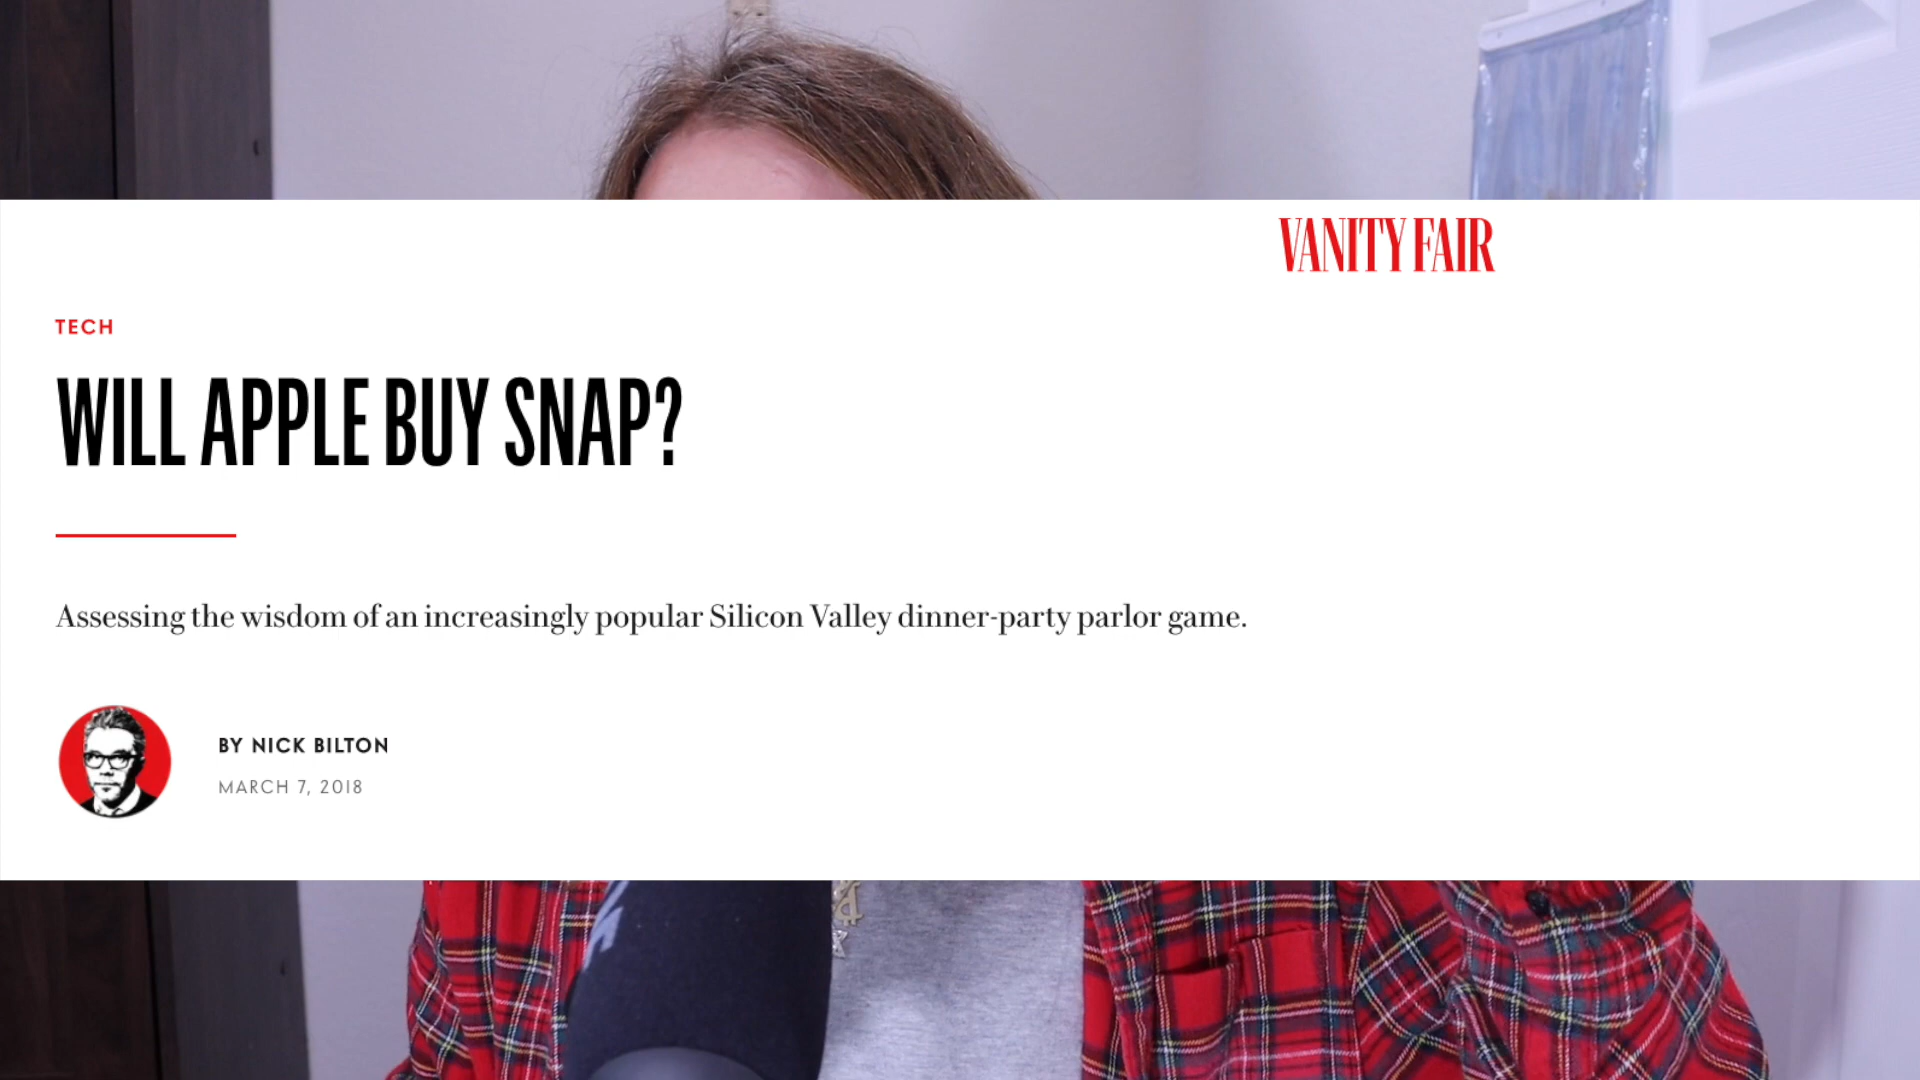 VANITY FAIR
TECH
WILL APPLE BUY SNAP?
Assessing the wisdom of an increasingly popular Silicon Valley dinner-party parlor game.
BY NICK BILTON
MARCH 7, 2018